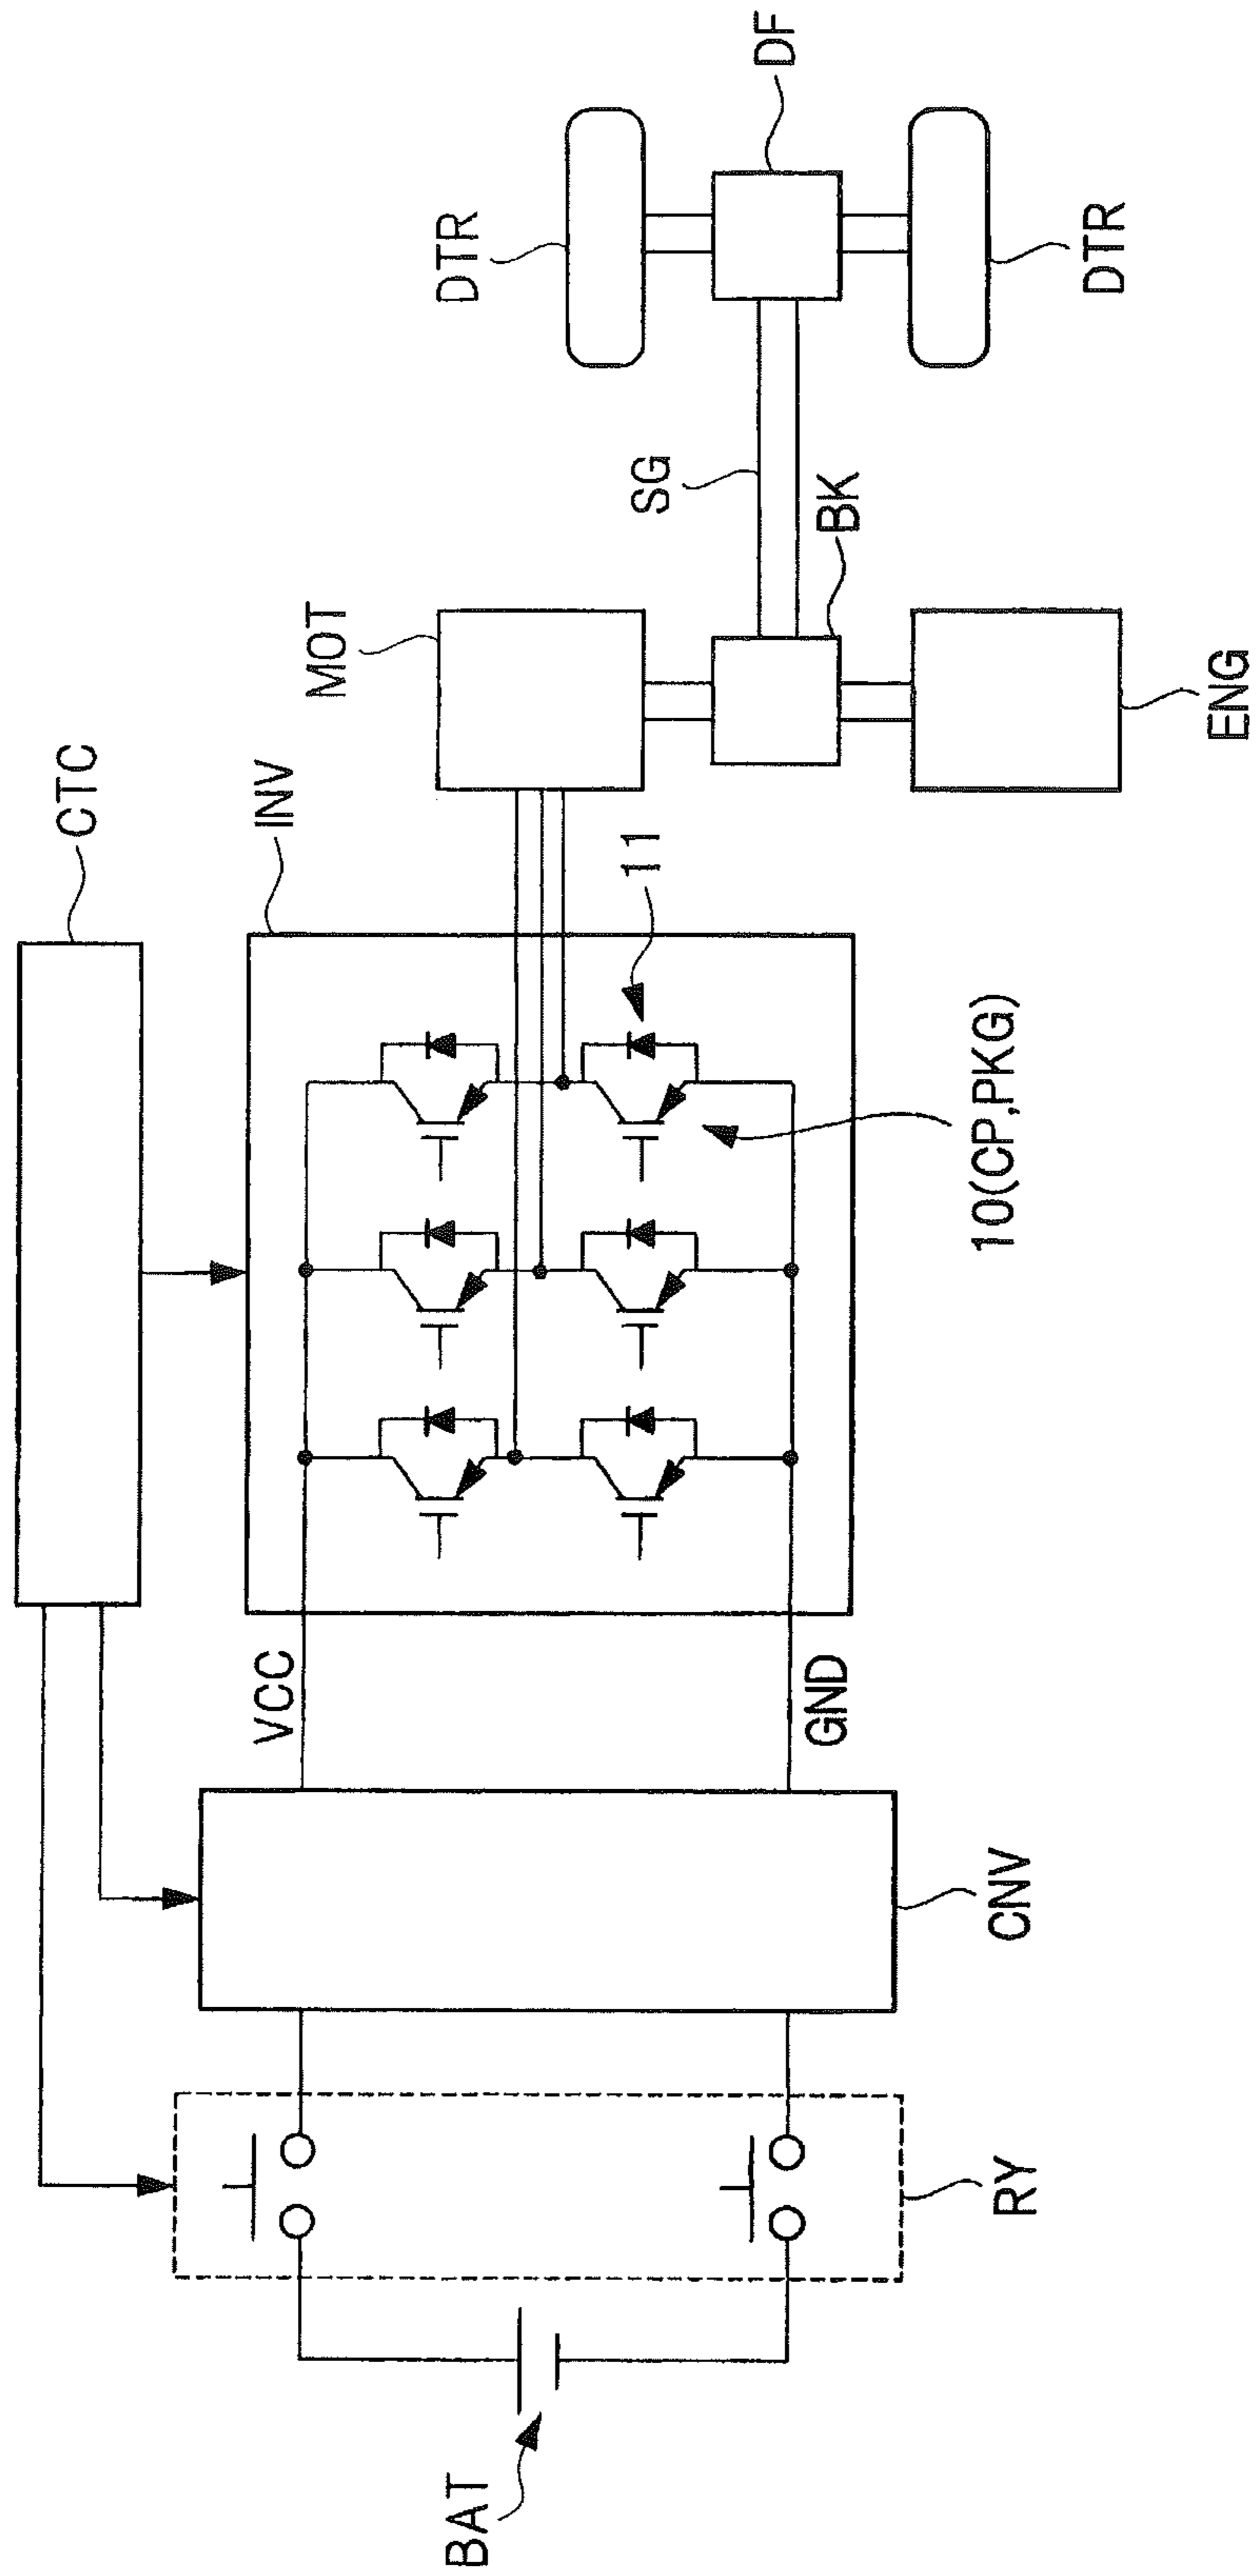 CTC
INV
MOT
DTR
DF
SG
BK
DTR
ENG
11
10(CP,PKG)
VCC
GND
CNV
RY
BAT